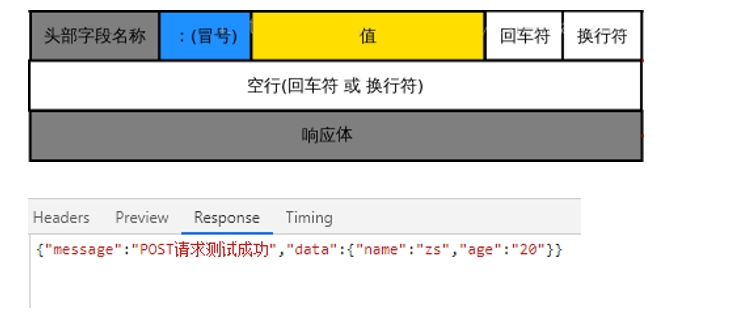 头部字段名称 ：(冒号) 值 回车符 换行符
空行(回车符 或 换行符)
响应体
Headers Preview Response Timing
{"message":"POST请求测试成功","data":{"name":"zs","age":"20"}}